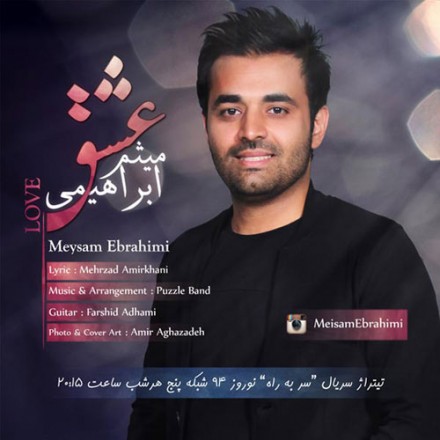 عشق
میثم
ابراهیمی
LOVE
Meysam Ebrahimi
Lyric : Mehrzad Amirkhani
Music & Arrangement : Puzzle Band
Guitar : Farshid Adhami
Photo & Cover Art : Amir Aghazadeh
MeisamEbrahimi
تیتراژ سریال "سر به راه" نوروز ۹۴ شبکه پنج هرشب ساعت ۲۰:۱۵